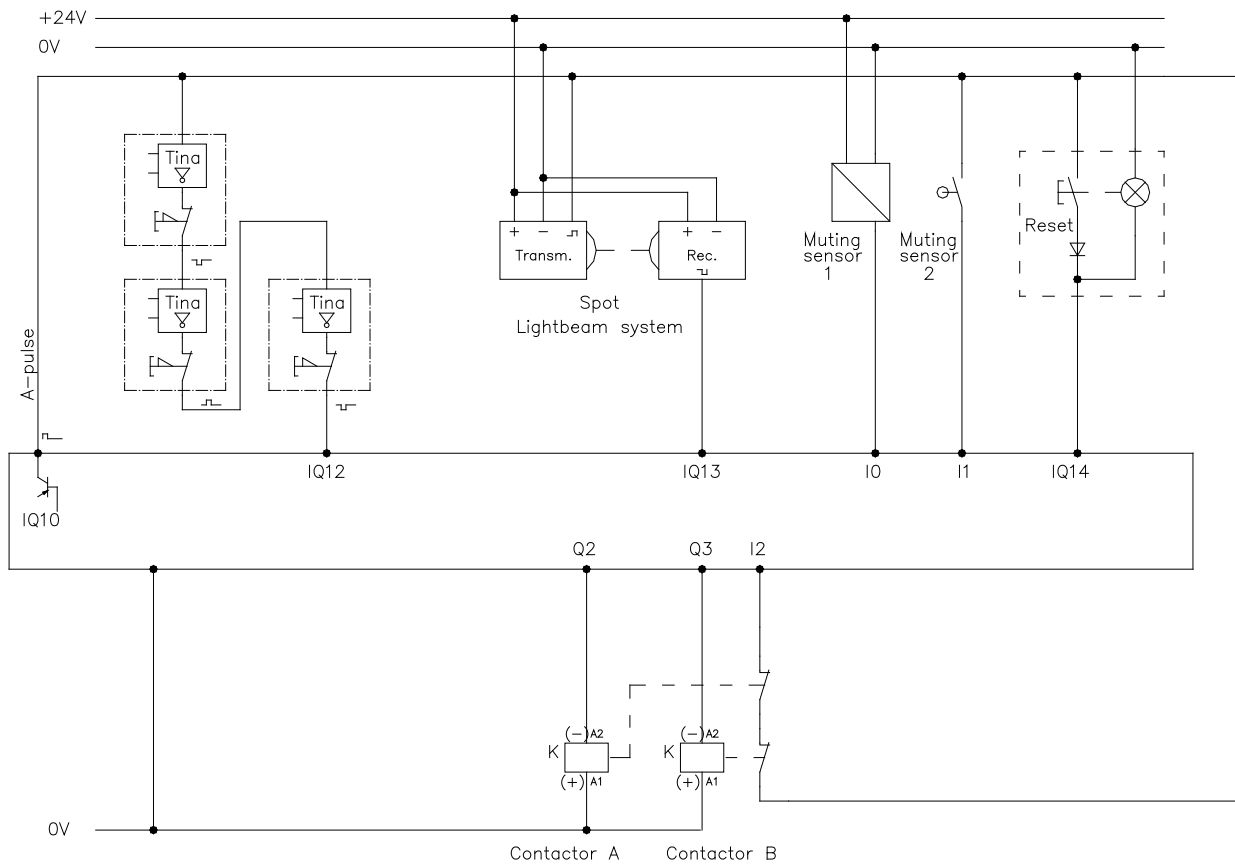 +24V
0V
Tina
Tina
Tina
A-pulse
+ − + −
Transm.
Rec.
Spot
Lightbeam system
Muting
sensor
1
Muting
sensor
2
Reset
IQ10
IQ12
IQ13
I0
I1
IQ14
Q2
Q3
I2
(−) A2
K
(+) A1
(−) A2
K
(+) A1
0V
Contactor A
Contactor B